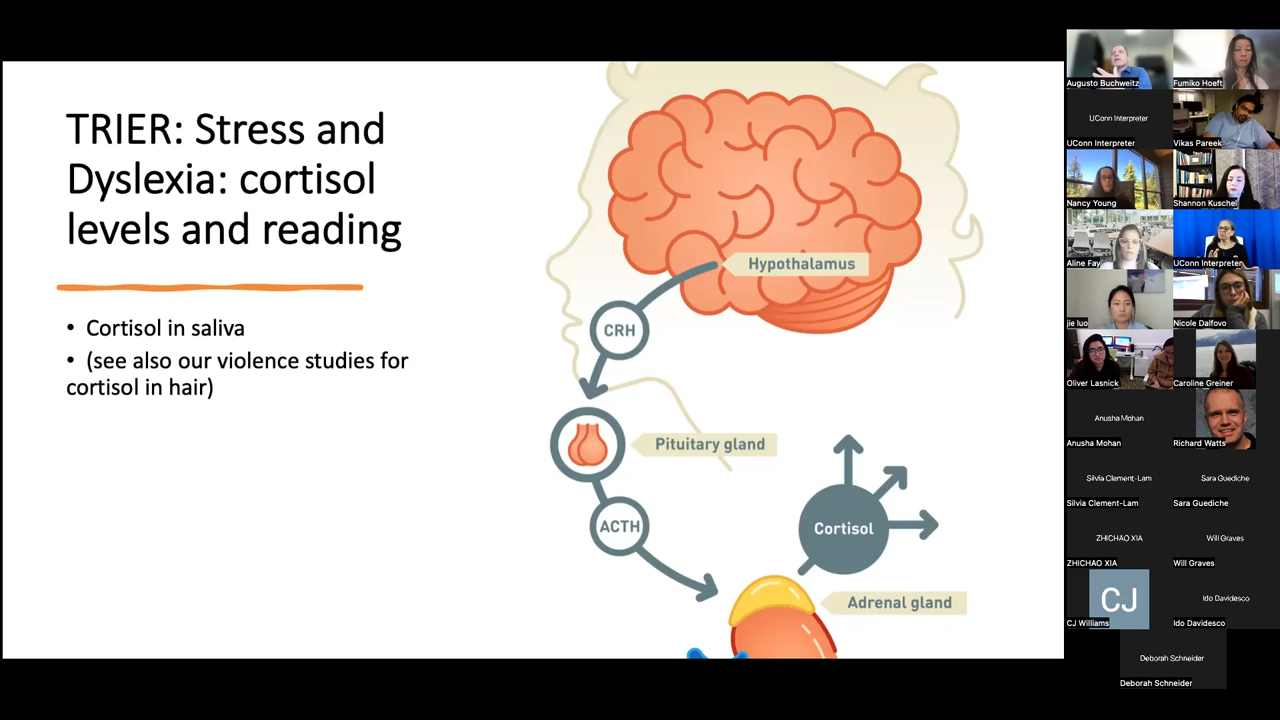 TRIER: Stress and
Dyslexia: cortisol
levels and reading
• Cortisol in saliva
• (see also our violence studies for
cortisol in hair)
Hypothalamus
CRH
Pituitary gland
ACTH
Cortisol
Adrenal gland
Augusto Buchweitz
Fumiko Hoeft
UConn Interpreter
UConn Interpreter
Vikas Pareek
Nancy Young
Shannon Kuschel
Aline Fay
UConn Interpreter
jie luo
Nicole Dalfovo
Oliver Lasnick
Caroline Greiner
Anusha Mohan
Anusha Mohan
Richard Watts
Silvia Clement-Lam
Silvia Clement-Lam
Sara Guediche
Sara Guediche
ZHICHAO XIA
ZHICHAO XIA
Will Graves
Will Graves
CJ
CJ Williams
Ido Davidesco
Ido Davidesco
Deborah Schneider
Deborah Schneider